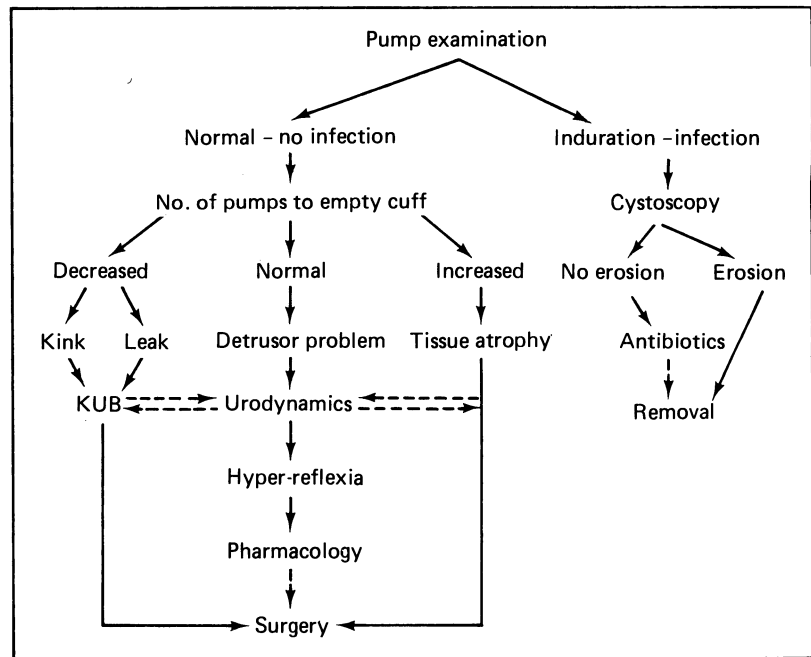 Pump examination
Normal – no infection
Induration – infection
No. of pumps to empty cuff
Cystoscopy
Decreased
Normal
Increased
No erosion
Erosion
Kink
Leak
Detrusor problem
Tissue atrophy
Antibiotics
KUB
Urodynamics
Removal
Hyper-reflexia
Pharmacology
Surgery